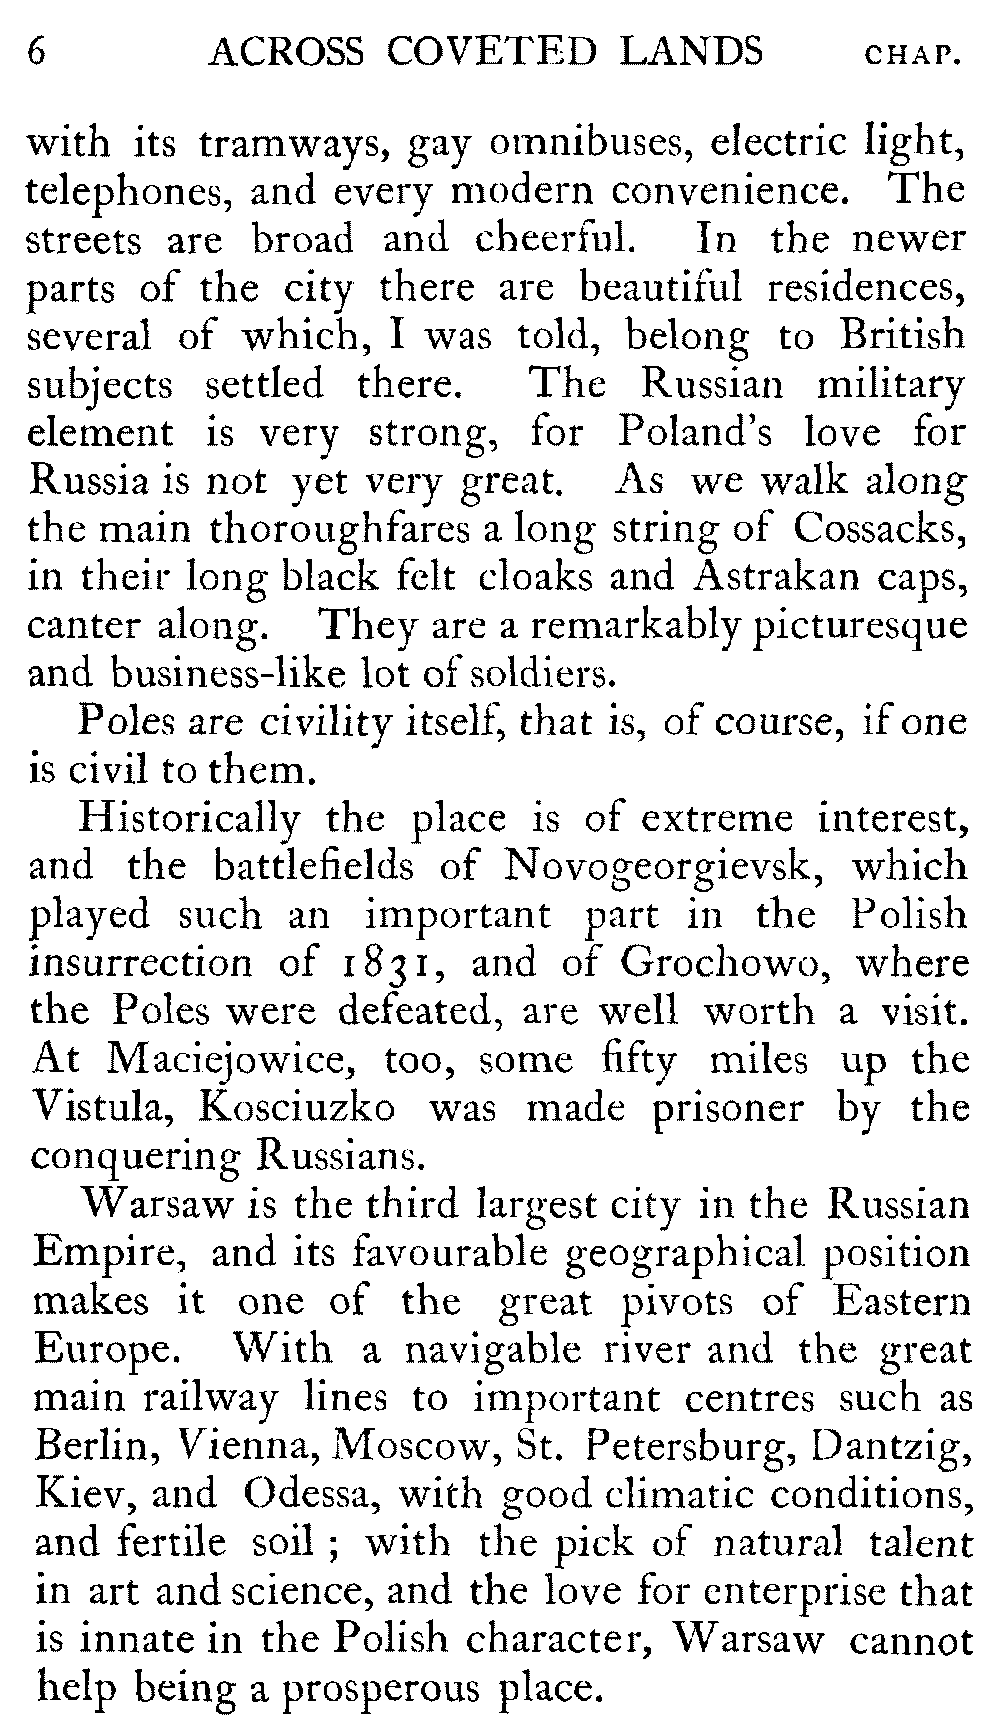 6 ACROSS COVETED LANDS CHAP.
with its tramways, gay omnibuses, electric light,
telephones, and every modern convenience. The
streets are broad and cheerful. In the newer
parts of the city there are beautiful residences,
several of which, I was told, belong to British
subjects settled there. The Russian military
element is very strong, for Poland's love for
Russia is not yet very great. As we walk along
the main thoroughfares a long string of Cossacks,
in their long black felt cloaks and Astrakan caps,
canter along. They are a remarkably picturesque
and business-like lot of soldiers.
Poles are civility itself, that is, of course, if one
is civil to them.
Historically the place is of extreme interest,
and the battlefields of Novogeorgievsk, which
played such an important part in the Polish
insurrection of 1831, and of Grochowo, where
the Poles were defeated, are well worth a visit.
At Maciejowice, too, some fifty miles up the
Vistula, Kosciuzko was made prisoner by the
conquering Russians.
Warsaw is the third largest city in the Russian
Empire, and its favourable geographical position
makes it one of the great pivots of Eastern
Europe. With a navigable river and the great
main railway lines to important centres such as
Berlin, Vienna, Moscow, St. Petersburg, Dantzig,
Kiev, and Odessa, with good climatic conditions,
and fertile soil ; with the pick of natural talent
in art and science, and the love for enterprise that
is innate in the Polish character, Warsaw cannot
help being a prosperous place.